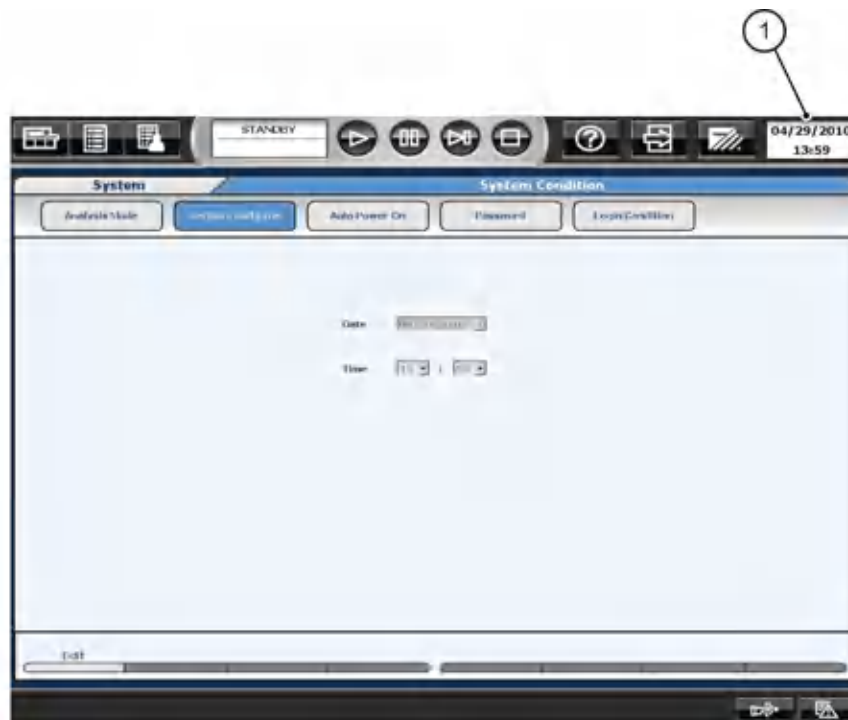 1
STANDBY
04/29/2010
13:59
System
System Condition
Analysis Mode
Auto Power On
Password
Login Condition
Date
Time
:
Edit